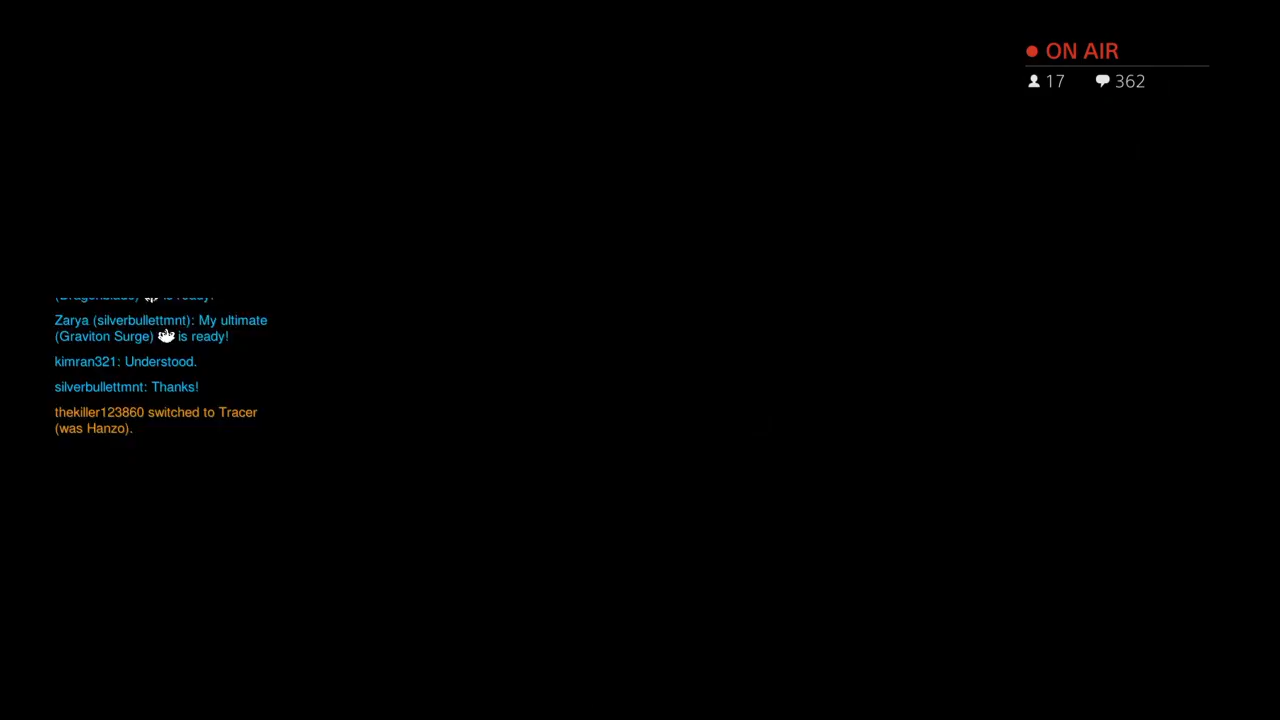 ON AIR
17 362
Zarya (silverbullettmnt): My ultimate
(Graviton Surge) is ready!
kimran321: Understood.
silverbullettmnt: Thanks!
thekiller123860 switched to Tracer
(was Hanzo).